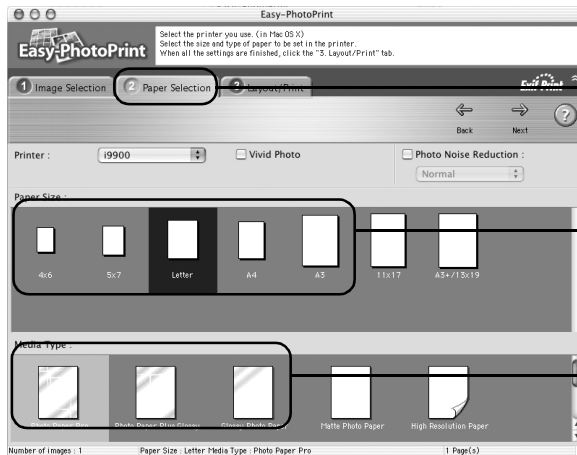 Easy-PhotoPrint
Easy-PhotoPrint
Select the printer you use. (in Mac OS X)
Select the size and type of paper to be set in the printer.
When all the settings are finished, click the "3. Layout/Print" tab.
1 Image Selection
2 Paper Selection
3 Layout/Print
Exif Print
Back
Next
?
Printer :
i9900
Vivid Photo
Photo Noise Reduction :
Normal
Paper Size :
4x6
5x7
Letter
A4
A3
11x17
A3+/13x19
Media Type :
Photo Paper Pro
Photo Paper Plus Glossy
Glossy Photo Paper
Matte Photo Paper
High Resolution Paper
Number of images : 1
Paper Size : Letter Media Type : Photo Paper Pro
1 Page(s)